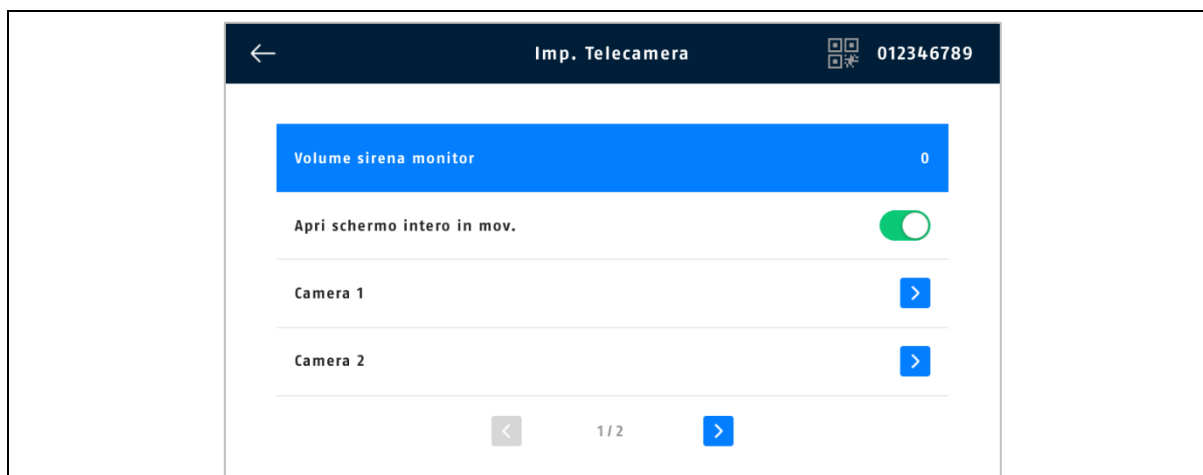 Imp. Telecamera 012346789
Volume sirena monitor 0
Apri schermo intero in mov.
Camera 1
Camera 2
1/2